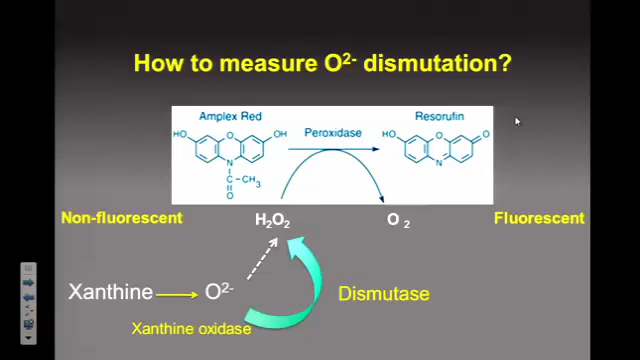 How to measure O²⁻ dismutation?
Amplex Red
Resorufin
Peroxidase
HO O OH
HO O O
N
N
C-CH₃
O
Non-fluorescent
H₂O₂
O ₂
Fluorescent
Xanthine
O²⁻
Dismutase
Xanthine oxidase